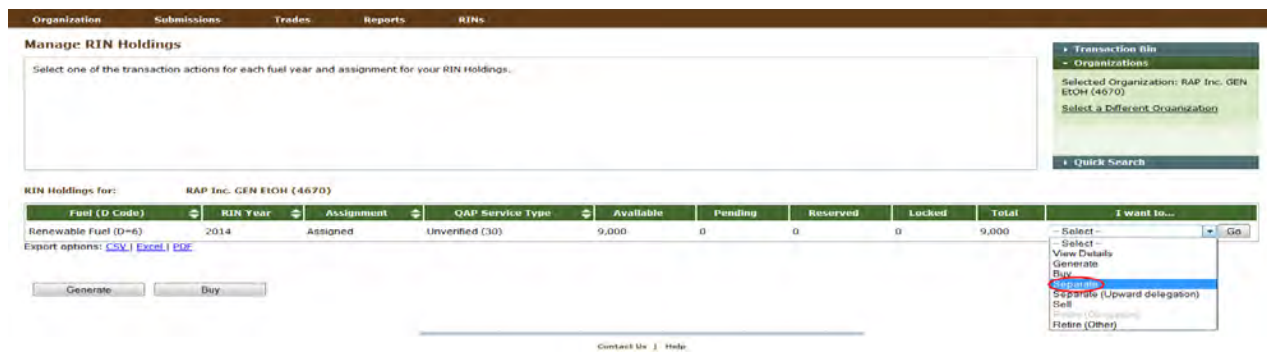 Organization Submissions Trades Reports RINs
Manage RIN Holdings
Select one of the transaction actions for each fuel year and assignment for your RIN Holdings.
Transaction Bin
Organizations
Selected Organization: RAP Inc. GEN
EtOH (4670)
Select a Different Organization
Quick Search
RIN Holdings for: RAP Inc. GEN EtOH (4670)
Fuel (D Code) RIN Year Assignment QAP Service Type Available Pending Reserved Locked Total I want to...
Renewable Fuel (D=6) 2014 Assigned Unverified (30) 9,000 0 0 0 9,000 -- Select -- Go
Export options: CSV | Excel | PDF
-- Select --
View Details
Generate
Buy
Separate
Separate (Upward delegation)
Sell
Retire (Obligation)
Retire (Other)
Generate Buy
Contact Us | Help